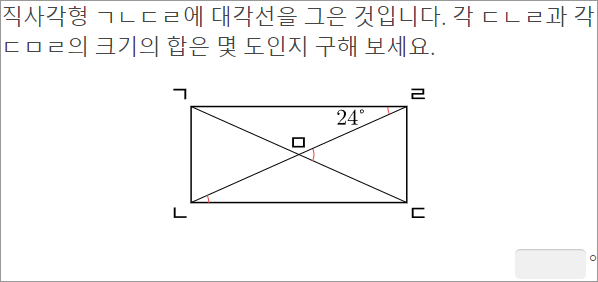 직사각형 ㄱㄴㄷㄹ에 대각선을 그은 것입니다. 각 ㄷㄴㄹ과 각
ㄷㅁㄹ의 크기의 합은 몇 도인지 구해 보세요.
ㄱ ㄹ
24°
ㅁ
ㄴ ㄷ
°